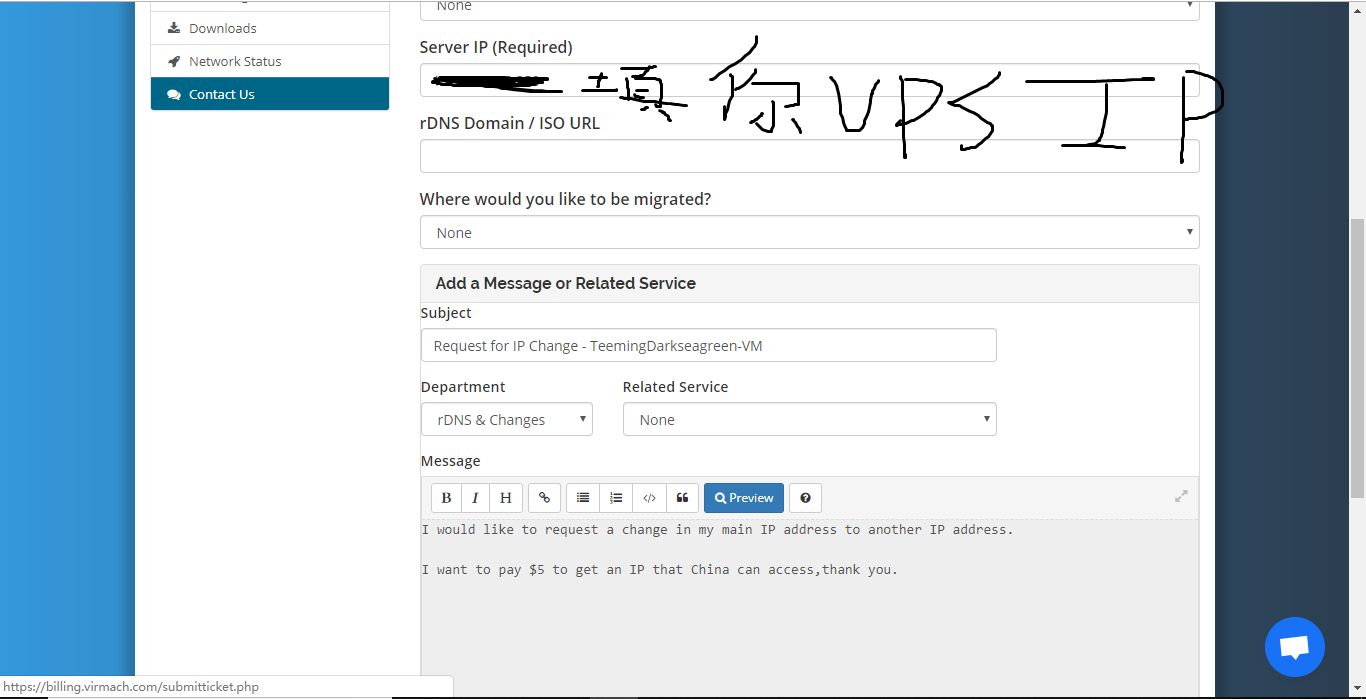 None
Downloads
Server IP (Required)
Network Status
填你VPS IP
Contact Us
rDNS Domain / ISO URL
Where would you like to be migrated?
None
Add a Message or Related Service
Subject
Request for IP Change - TeemingDarkseagreen-VM
Department Related Service
rDNS & Changes None
Message
B I H Preview
I would like to request a change in my main IP address to another IP address.
I want to pay $5 to get an IP that China can access,thank you.
https://billing.virmach.com/submitticket.php